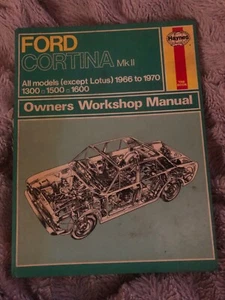 FORD
Haynes
CORTINA Mk II
All models (except Lotus) 1966 to 1970
1300 □ 1500 □ 1600
Owners Workshop Manual